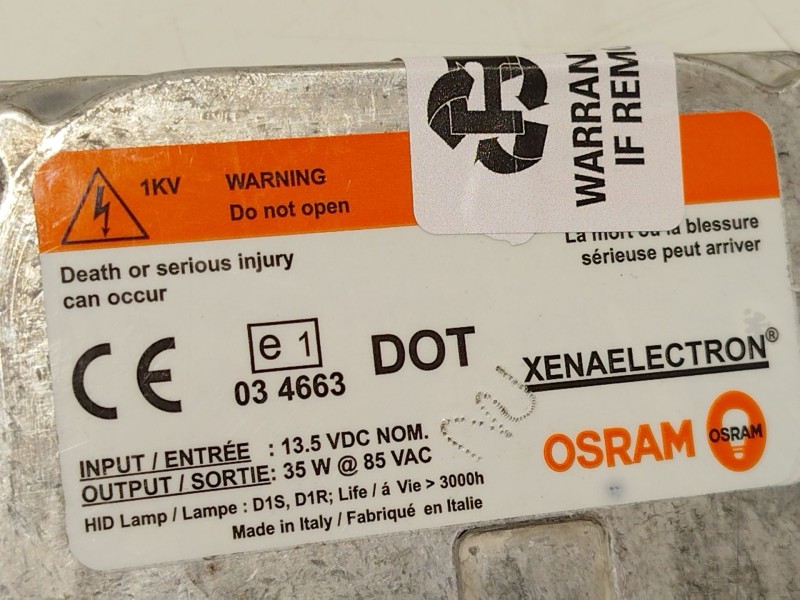 WARRAN
IF REM
1KV
WARNING
Do not open
Death or serious injury
can occur
La mort ou la blessure
sérieuse peut arriver
CE
e 1
03 4663
DOT
XENAELECTRON®
OSRAM
OSRAM
INPUT / ENTRÉE : 13.5 VDC NOM.
OUTPUT / SORTIE: 35 W @ 85 VAC
HID Lamp / Lampe : D1S, D1R; Life / á Vie > 3000h
Made in Italy / Fabriqué en Italie